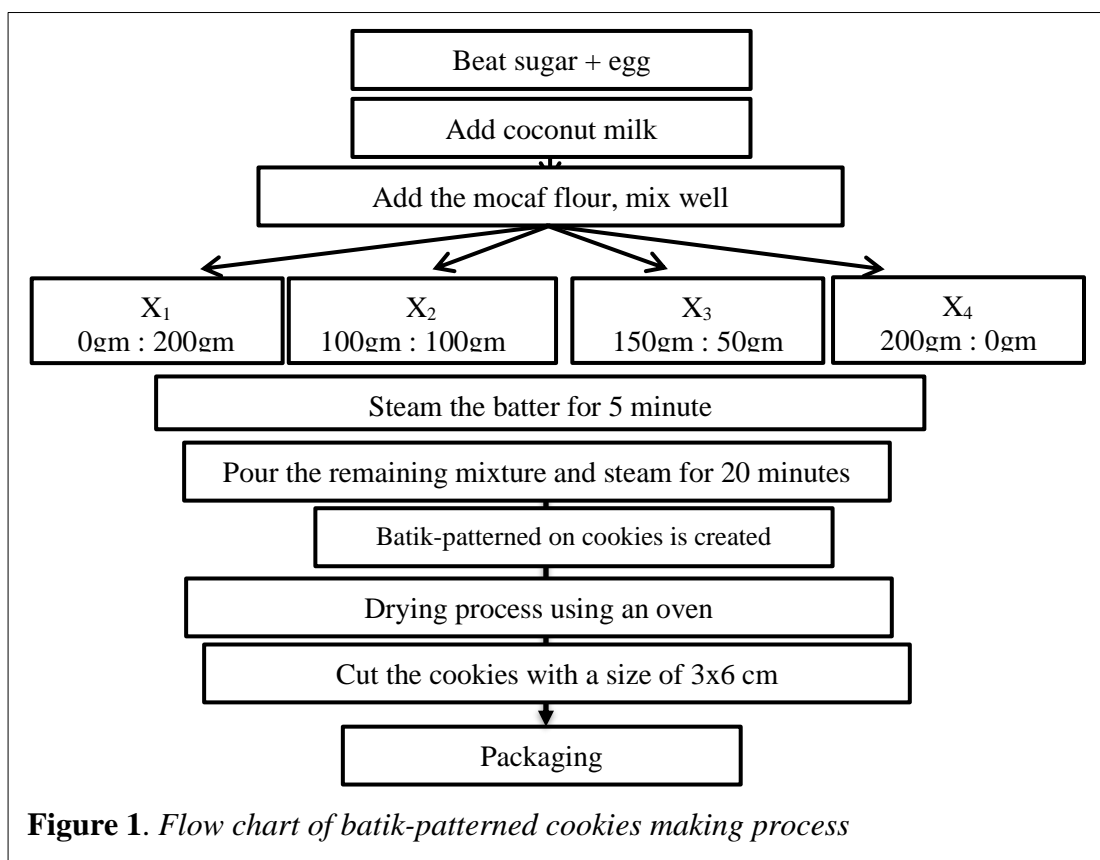 Beat sugar + egg
Add coconut milk
Add the mocaf flour, mix well
X₁
0gm : 200gm
X₂
100gm : 100gm
X₃
150gm : 50gm
X₄
200gm : 0gm
Steam the batter for 5 minute
Pour the remaining mixture and steam for 20 minutes
Batik-patterned on cookies is created
Drying process using an oven
Cut the cookies with a size of 3x6 cm
Packaging
Figure 1. Flow chart of batik-patterned cookies making process